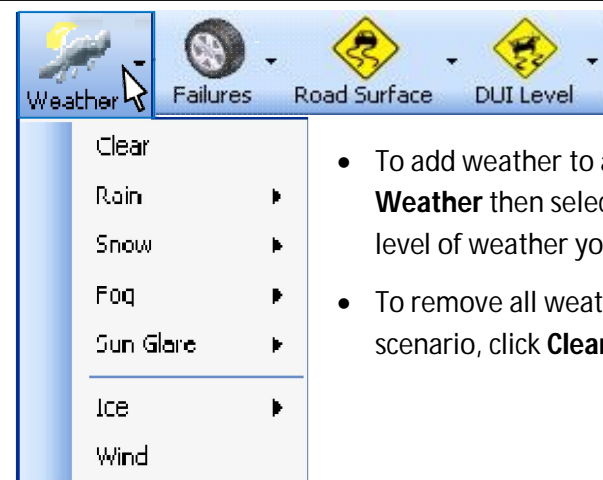 Weather Failures Road Surface DUI Level
Clear
Rain
Snow
Fog
Sun Glare
Ice
Wind
• To add weather to
Weather then selec
level of weather yo
• To remove all weat
scenario, click Clear